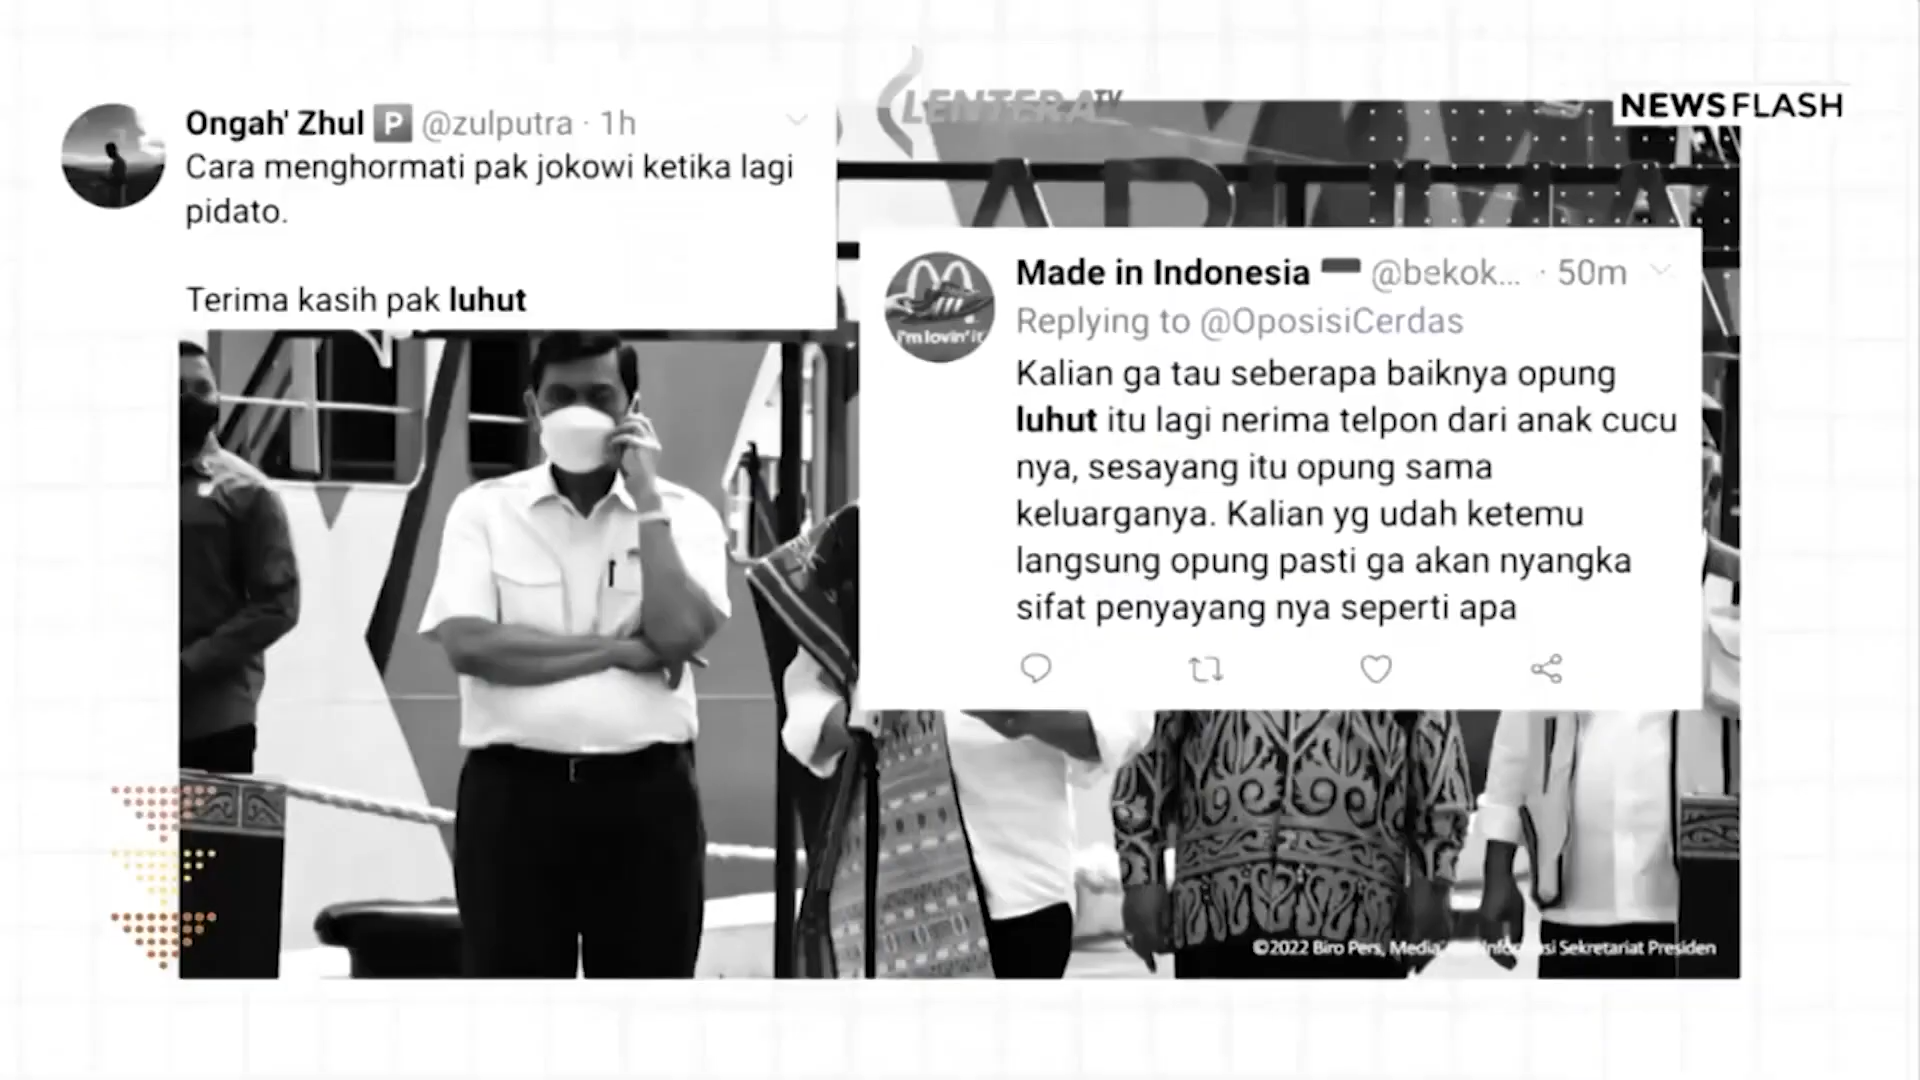 Ongah' Zhul P @zulputra · 1h
Cara menghormati pak jokowi ketika lagi
pidato.
Terima kasih pak luhut
LENTERA TV
NEWSFLASH
Made in Indonesia @bekok... · 50m
Replying to @OposisiCerdas
i'm lovin' it
Kalian ga tau seberapa baiknya opung
luhut itu lagi nerima telpon dari anak cucu
nya, sesayang itu opung sama
keluarganya. Kalian yg udah ketemu
langsung opung pasti ga akan nyangka
sifat penyayang nya seperti apa
©2022 Biro Pers, Media, Informasi Sekretariat Presiden